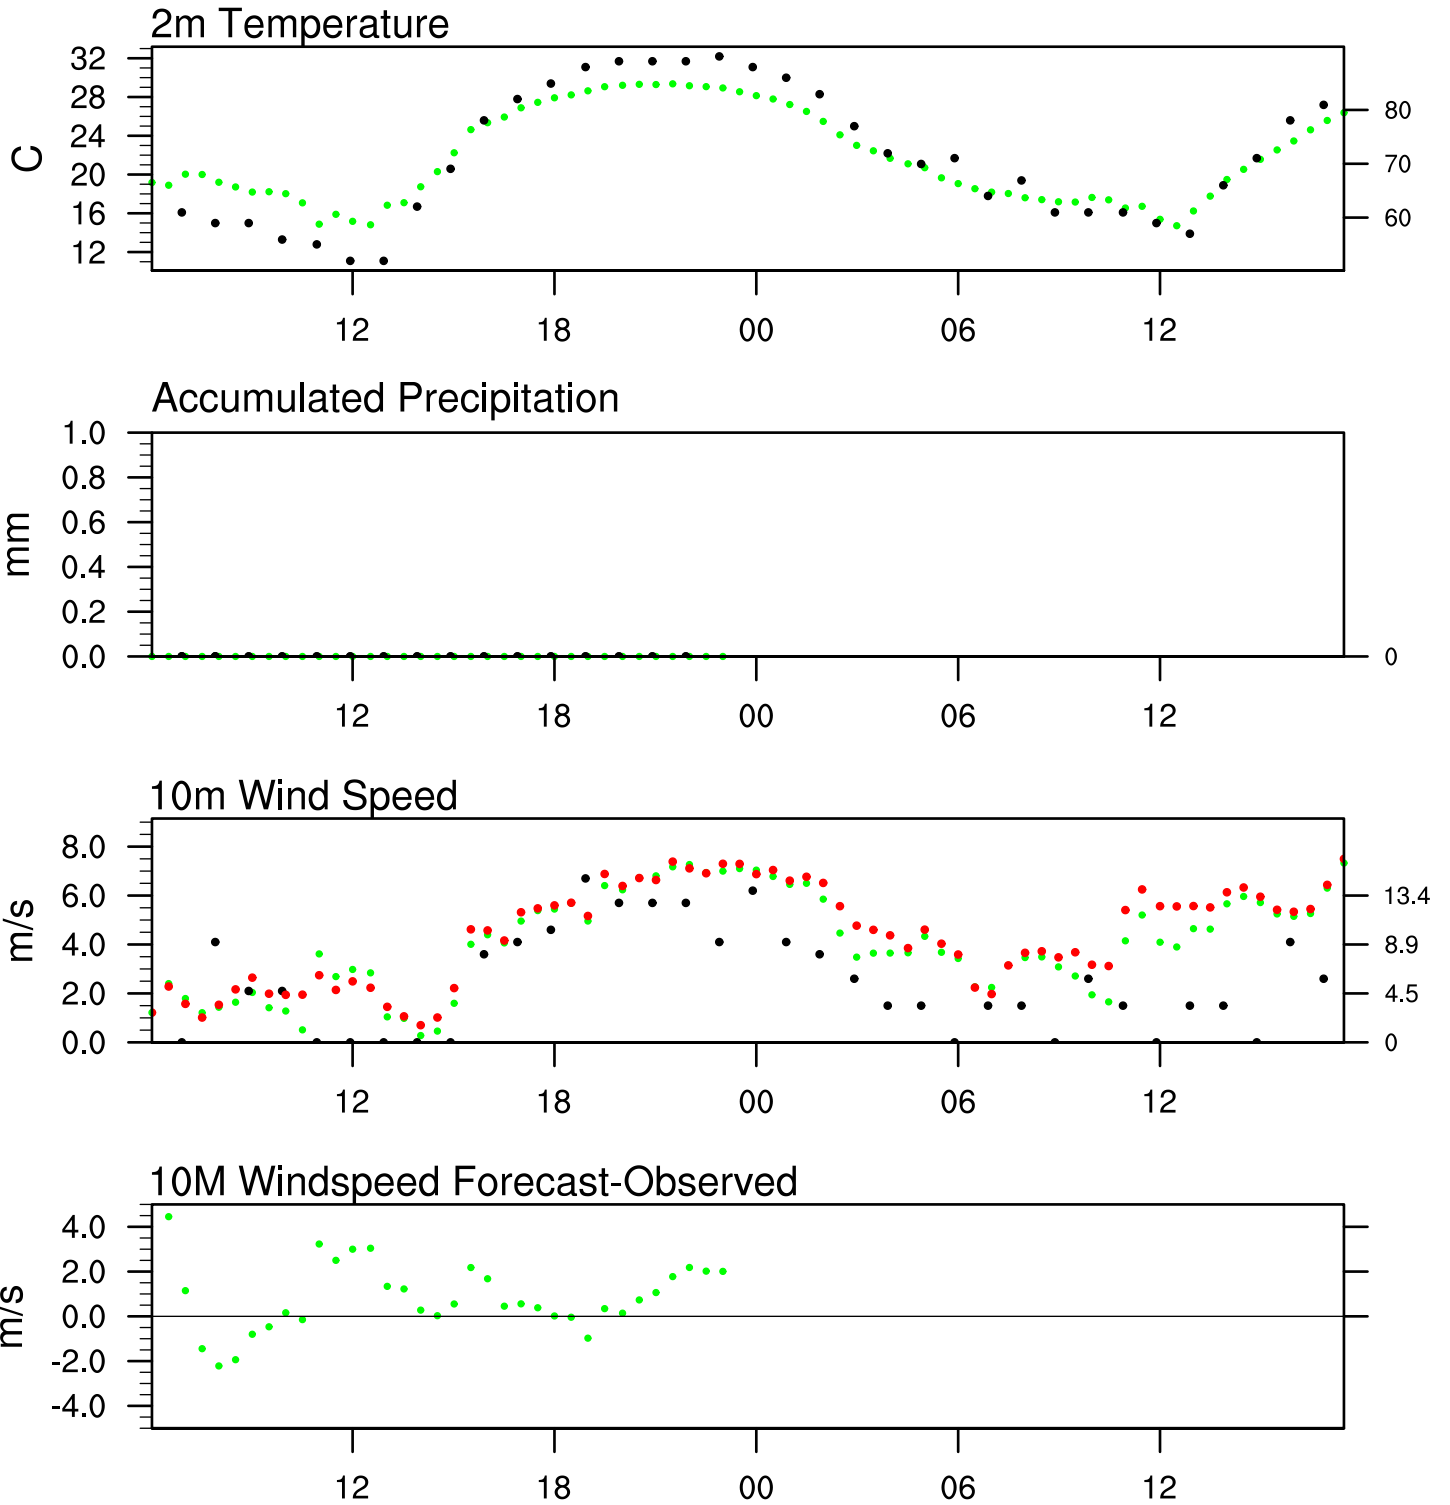 2m Temperature
32
28
24
20
16
12
C
80
70
60
12 18 00 06 12
Accumulated Precipitation
1.0
0.8
0.6
0.4
0.2
0.0
mm
0
12 18 00 06 12
10m Wind Speed
8.0
6.0
4.0
2.0
0.0
m/s
13.4
8.9
4.5
0
12 18 00 06 12
10M Windspeed Forecast-Observed
4.0
2.0
0.0
-2.0
-4.0
m/s
12 18 00 06 12